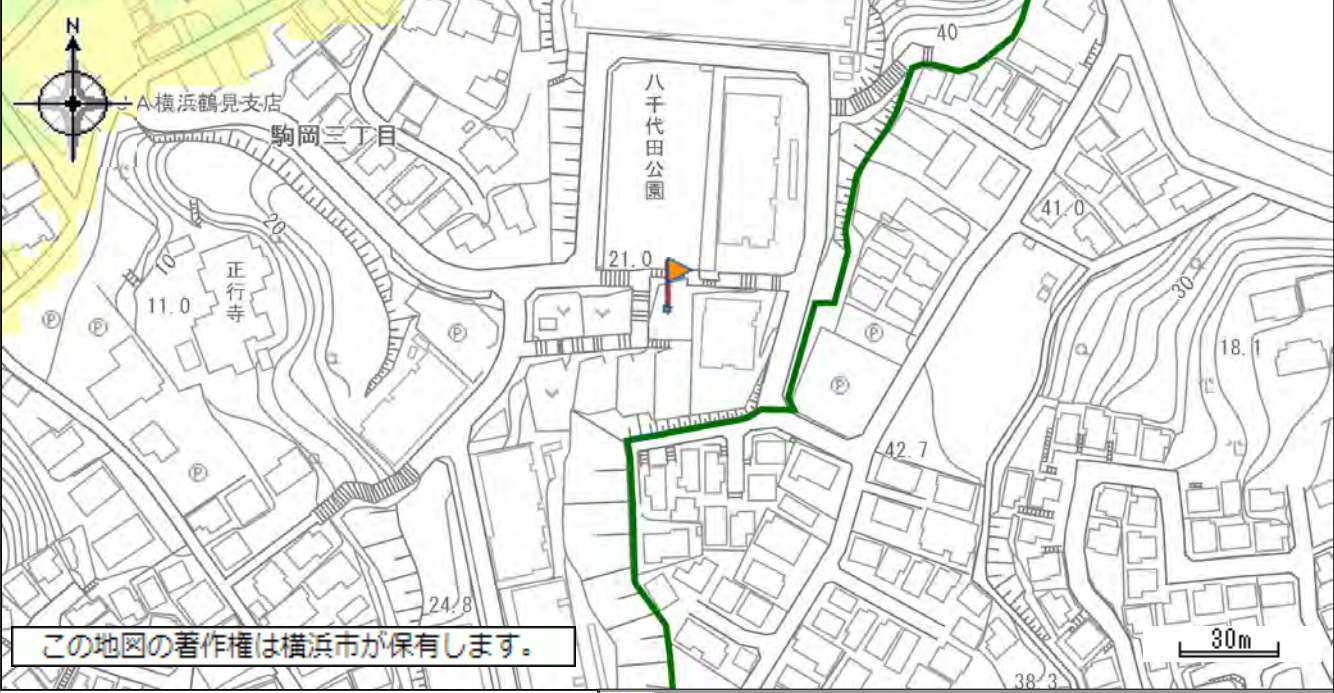 N
40
JA横浜鶴見支店
駒岡三丁目
八千代田公園
41.0
20
21.0
正行寺
10
11.0
30
P
P
P
P
18.1
P
42.7
P
24.8
この地図の著作権は横浜市が保有します。
30m
38.3